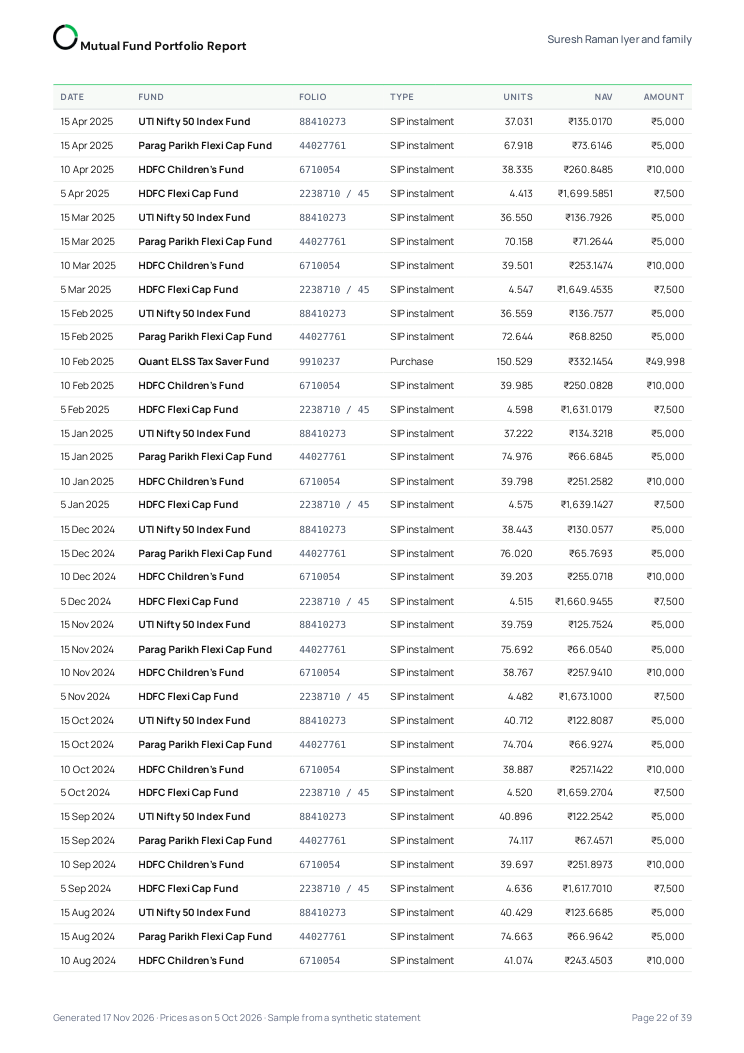 Mutual Fund Portfolio Report Suresh Raman Iyer and family
DATE FUND FOLIO TYPE UNITS NAV AMOUNT
15 Apr 2025 UTI Nifty 50 Index Fund 88410273 SIP instalment 37.031 ₹135.0170 ₹5,000
15 Apr 2025 Parag Parikh Flexi Cap Fund 44027761 SIP instalment 67.918 ₹73.6146 ₹5,000
10 Apr 2025 HDFC Children's Fund 6710054 SIP instalment 38.335 ₹260.8485 ₹10,000
5 Apr 2025 HDFC Flexi Cap Fund 2238710 / 45 SIP instalment 4.413 ₹1,699.5851 ₹7,500
15 Mar 2025 UTI Nifty 50 Index Fund 88410273 SIP instalment 36.550 ₹136.7926 ₹5,000
15 Mar 2025 Parag Parikh Flexi Cap Fund 44027761 SIP instalment 70.158 ₹71.2644 ₹5,000
10 Mar 2025 HDFC Children's Fund 6710054 SIP instalment 39.501 ₹253.1474 ₹10,000
5 Mar 2025 HDFC Flexi Cap Fund 2238710 / 45 SIP instalment 4.547 ₹1,649.4535 ₹7,500
15 Feb 2025 UTI Nifty 50 Index Fund 88410273 SIP instalment 36.559 ₹136.7577 ₹5,000
15 Feb 2025 Parag Parikh Flexi Cap Fund 44027761 SIP instalment 72.644 ₹68.8250 ₹5,000
10 Feb 2025 Quant ELSS Tax Saver Fund 9910237 Purchase 150.529 ₹332.1454 ₹49,998
10 Feb 2025 HDFC Children's Fund 6710054 SIP instalment 39.985 ₹250.0828 ₹10,000
5 Feb 2025 HDFC Flexi Cap Fund 2238710 / 45 SIP instalment 4.598 ₹1,631.0179 ₹7,500
15 Jan 2025 UTI Nifty 50 Index Fund 88410273 SIP instalment 37.222 ₹134.3218 ₹5,000
15 Jan 2025 Parag Parikh Flexi Cap Fund 44027761 SIP instalment 74.976 ₹66.6845 ₹5,000
10 Jan 2025 HDFC Children's Fund 6710054 SIP instalment 39.798 ₹251.2582 ₹10,000
5 Jan 2025 HDFC Flexi Cap Fund 2238710 / 45 SIP instalment 4.575 ₹1,639.1427 ₹7,500
15 Dec 2024 UTI Nifty 50 Index Fund 88410273 SIP instalment 38.443 ₹130.0577 ₹5,000
15 Dec 2024 Parag Parikh Flexi Cap Fund 44027761 SIP instalment 76.020 ₹65.7693 ₹5,000
10 Dec 2024 HDFC Children's Fund 6710054 SIP instalment 39.203 ₹255.0718 ₹10,000
5 Dec 2024 HDFC Flexi Cap Fund 2238710 / 45 SIP instalment 4.515 ₹1,660.9455 ₹7,500
15 Nov 2024 UTI Nifty 50 Index Fund 88410273 SIP instalment 39.759 ₹125.7524 ₹5,000
15 Nov 2024 Parag Parikh Flexi Cap Fund 44027761 SIP instalment 75.692 ₹66.0540 ₹5,000
10 Nov 2024 HDFC Children's Fund 6710054 SIP instalment 38.767 ₹257.9410 ₹10,000
5 Nov 2024 HDFC Flexi Cap Fund 2238710 / 45 SIP instalment 4.482 ₹1,673.1000 ₹7,500
15 Oct 2024 UTI Nifty 50 Index Fund 88410273 SIP instalment 40.712 ₹122.8087 ₹5,000
15 Oct 2024 Parag Parikh Flexi Cap Fund 44027761 SIP instalment 74.704 ₹66.9274 ₹5,000
10 Oct 2024 HDFC Children's Fund 6710054 SIP instalment 38.887 ₹257.1422 ₹10,000
5 Oct 2024 HDFC Flexi Cap Fund 2238710 / 45 SIP instalment 4.520 ₹1,659.2704 ₹7,500
15 Sep 2024 UTI Nifty 50 Index Fund 88410273 SIP instalment 40.896 ₹122.2542 ₹5,000
15 Sep 2024 Parag Parikh Flexi Cap Fund 44027761 SIP instalment 74.117 ₹67.4571 ₹5,000
10 Sep 2024 HDFC Children's Fund 6710054 SIP instalment 39.697 ₹251.8973 ₹10,000
5 Sep 2024 HDFC Flexi Cap Fund 2238710 / 45 SIP instalment 4.636 ₹1,617.7010 ₹7,500
15 Aug 2024 UTI Nifty 50 Index Fund 88410273 SIP instalment 40.429 ₹123.6685 ₹5,000
15 Aug 2024 Parag Parikh Flexi Cap Fund 44027761 SIP instalment 74.663 ₹66.9642 ₹5,000
10 Aug 2024 HDFC Children's Fund 6710054 SIP instalment 41.074 ₹243.4503 ₹10,000
Generated 17 Nov 2026 · Prices as on 5 Oct 2026 · Sample from a synthetic statement Page 22 of 39